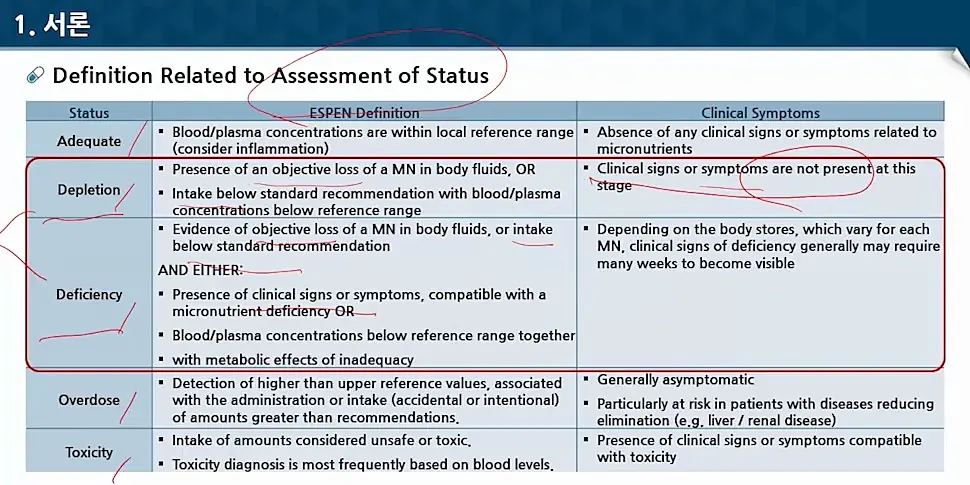 1. 서론
Definition Related to Assessment of Status
Status
ESPEN Definition
Clinical Symptoms
Adequate
▪ Blood/plasma concentrations are within local reference range
(consider inflammation)
▪ Absence of any clinical signs or symptoms related to
micronutrients
Depletion
▪ Presence of an objective loss of a MN in body fluids, OR
▪ Intake below standard recommendation with blood/plasma
concentrations below reference range
▪ Clinical signs or symptoms are not present at this
stage
Deficiency
▪ Evidence of objective loss of a MN in body fluids, or intake
below standard recommendation
AND EITHER:
▪ Presence of clinical signs or symptoms, compatible with a
micronutrient deficiency OR
▪ Blood/plasma concentrations below reference range together
▪ with metabolic effects of inadequacy
▪ Depending on the body stores, which vary for each
MN, clinical signs of deficiency generally may require
many weeks to become visible
Overdose
▪ Detection of higher than upper reference values, associated
with the administration or intake (accidental or intentional)
of amounts greater than recommendations.
▪ Generally asymptomatic
▪ Particularly at risk in patients with diseases reducing
elimination (e.g. liver / renal disease)
Toxicity
▪ Intake of amounts considered unsafe or toxic.
▪ Toxicity diagnosis is most frequently based on blood levels.
▪ Presence of clinical signs or symptoms compatible
with toxicity